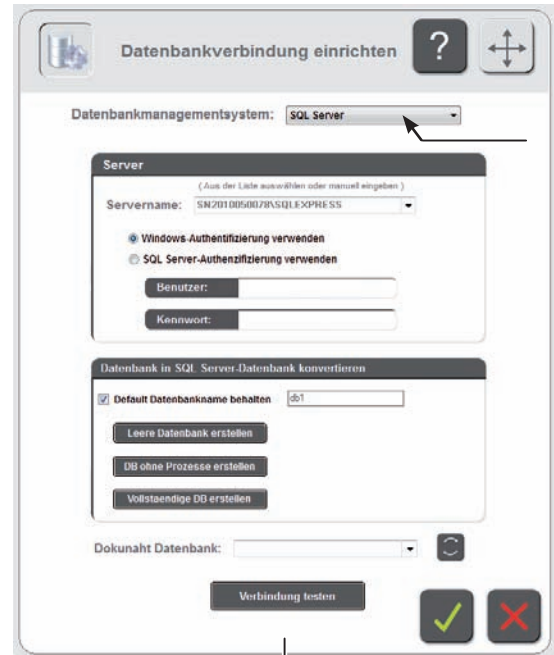 Datenbankverbindung einrichten
?
Datenbankmanagementsystem: SQL Server
Server
( Aus der Liste auswählen oder manuell eingeben )
Servername: SN2010050078\SQLEXPRESS
Windows-Authentifizierung verwenden
SQL Server-Authenzifizierung verwenden
Benutzer:
Kennwort:
Datenbank in SQL Server-Datenbank konvertieren
Default Datenbankname behalten db1
Leere Datenbank erstellen
DB ohne Prozesse erstellen
Vollstaendige DB erstellen
Dokunaht Datenbank:
Verbindung testen